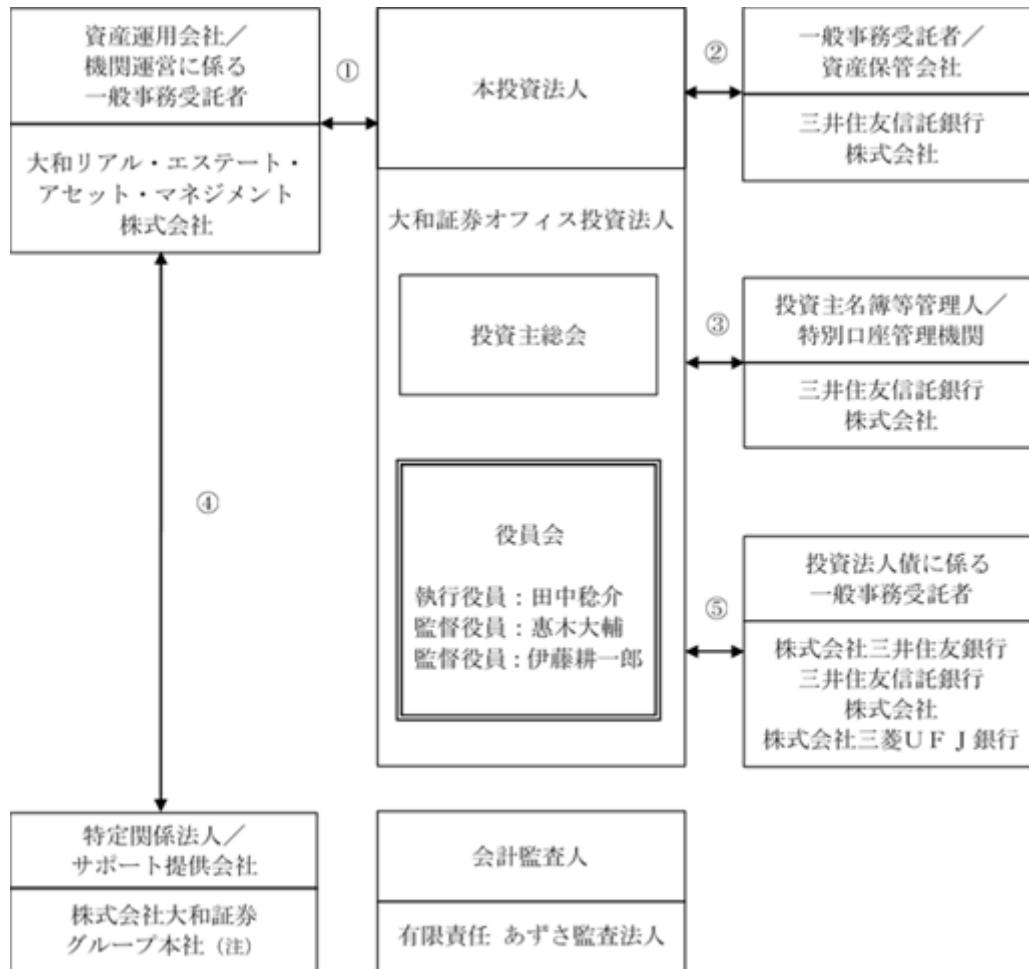 資産運用会社／
機関運営に係る
一般事務受託者
大和リアル・エステート・
アセット・マネジメント
株式会社
①
本投資法人
大和証券オフィス投資法人
投資主総会
役員会
執行役員：田中稔介
監督役員：惠木大輔
監督役員：伊藤耕一郎
②
一般事務受託者／
資産保管会社
三井住友信託銀行
株式会社
③
投資主名簿等管理人／
特別口座管理機関
三井住友信託銀行
株式会社
④
⑤
投資法人債に係る
一般事務受託者
株式会社三井住友銀行
三井住友信託銀行
株式会社
株式会社三菱ＵＦＪ銀行
特定関係法人／
サポート提供会社
株式会社大和証券
グループ本社（注）
会計監査人
有限責任 あずさ監査法人